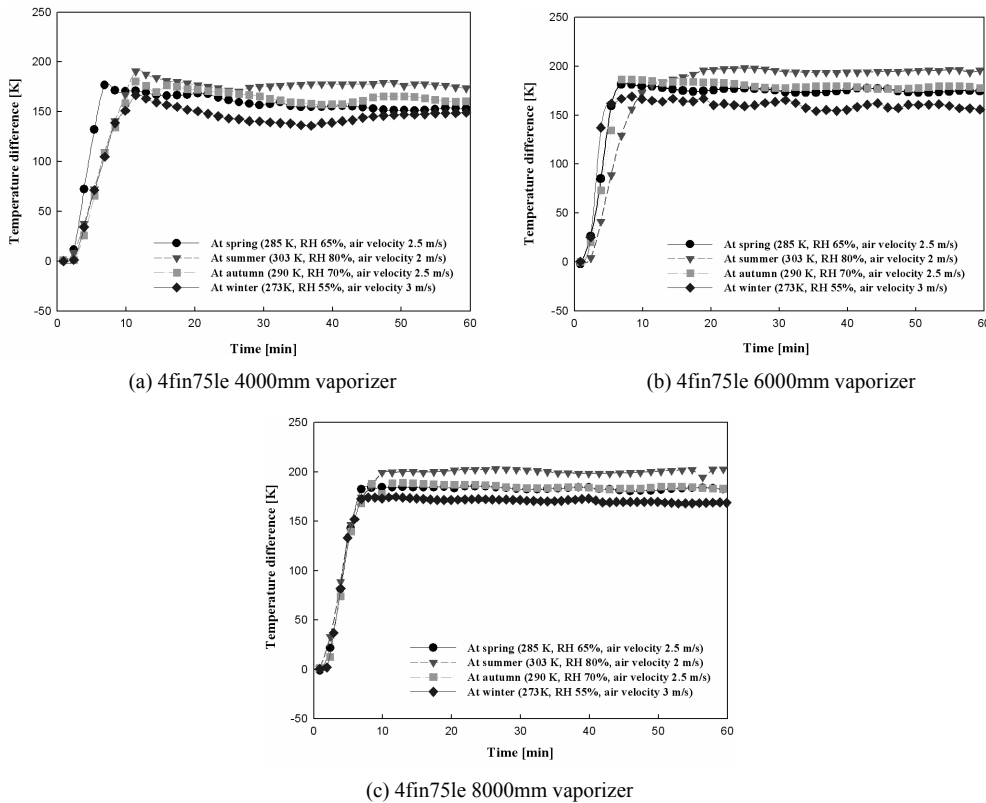 250
200
150
100
50
0
-50
Temperature difference [K]
At spring (285 K, RH 65%, air velocity 2.5 m/s)
At summer (303 K, RH 80%, air velocity 2 m/s)
At autumn (290 K, RH 70%, air velocity 2.5 m/s)
At winter (273K, RH 55%, air velocity 3 m/s)
0 10 20 30 40 50 60
Time [min]
(a) 4fin75le 4000mm vaporizer
250
200
150
100
50
0
-50
Temperature difference [K]
At spring (285 K, RH 65%, air velocity 2.5 m/s)
At summer (303 K, RH 80%, air velocity 2 m/s)
At autumn (290 K, RH 70%, air velocity 2.5 m/s)
At winter (273K, RH 55%, air velocity 3 m/s)
0 10 20 30 40 50 60
Time [min]
(b) 4fin75le 6000mm vaporizer
250
200
150
100
50
0
-50
Temperature difference [K]
At spring (285 K, RH 65%, air velocity 2.5 m/s)
At summer (303 K, RH 80%, air velocity 2 m/s)
At autumn (290 K, RH 70%, air velocity 2.5 m/s)
At winter (273K, RH 55%, air velocity 3 m/s)
0 10 20 30 40 50 60
Time [min]
(c) 4fin75le 8000mm vaporizer